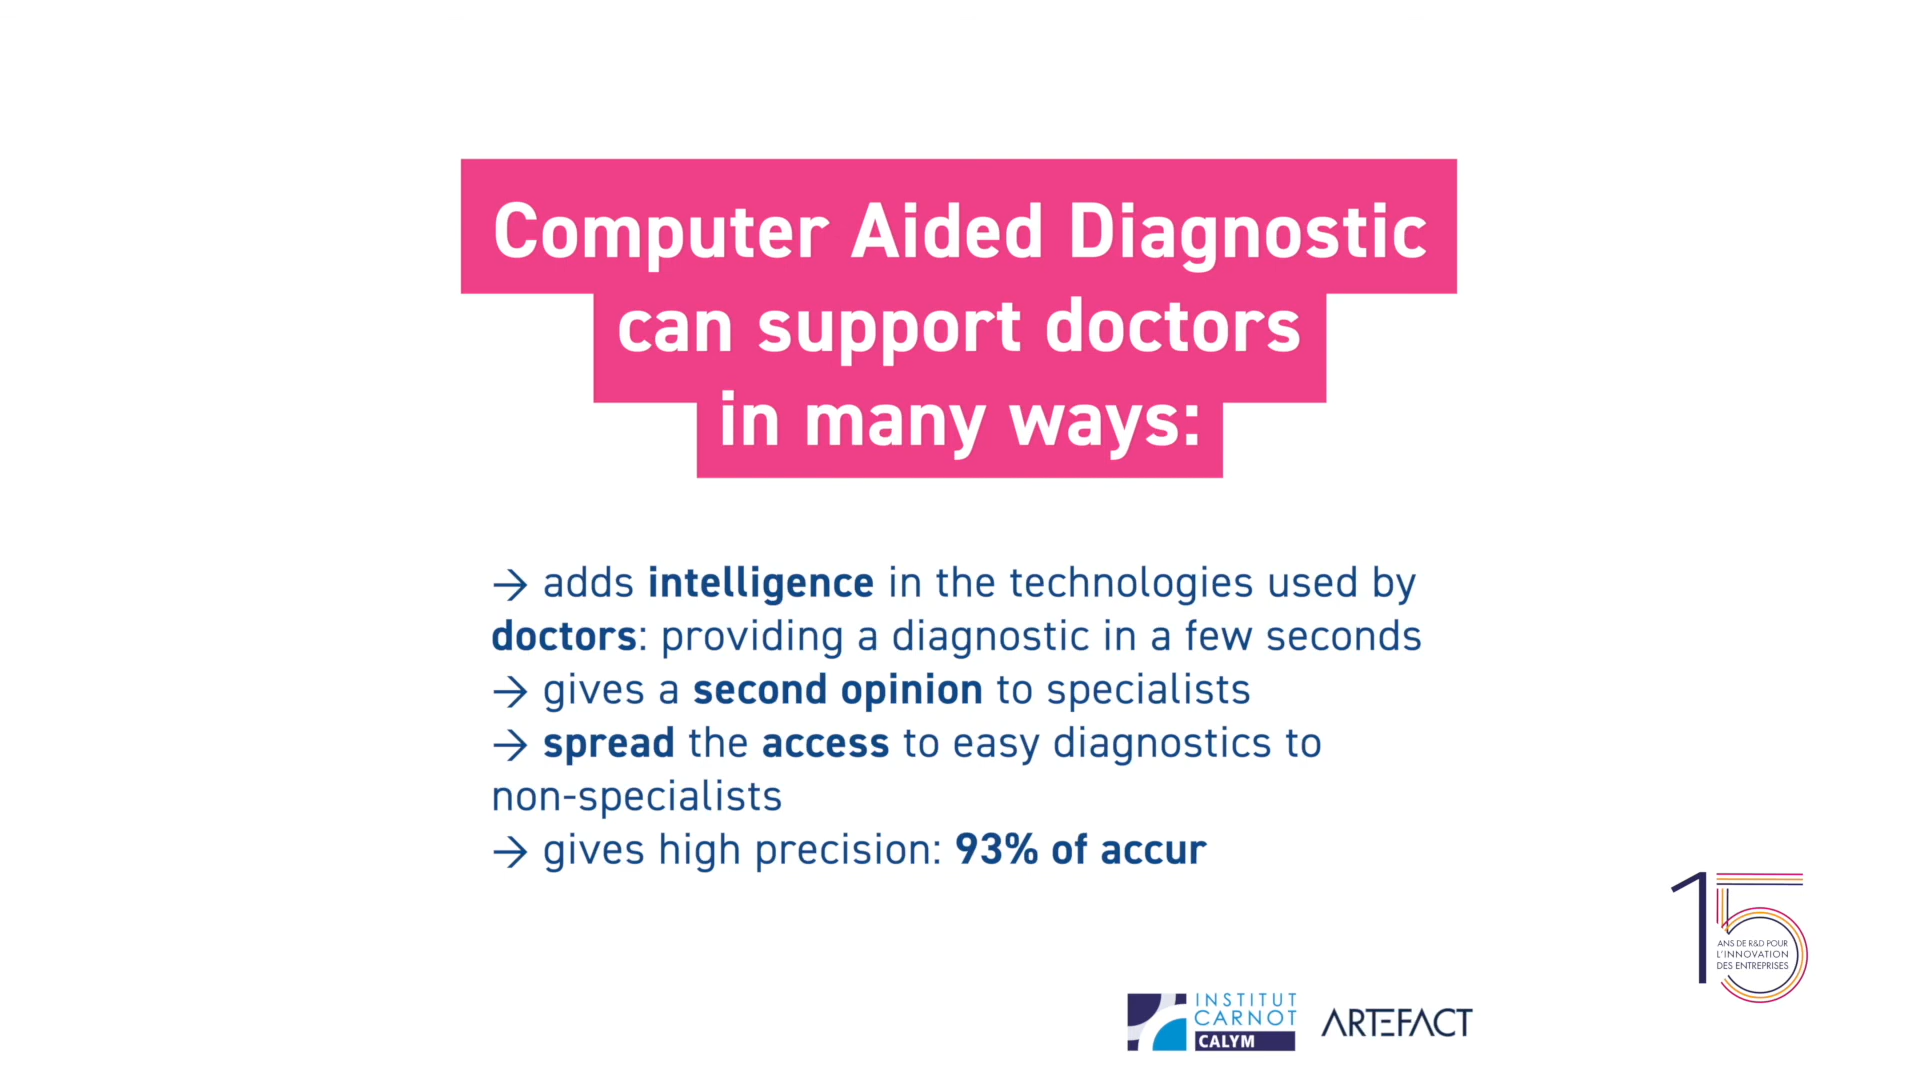 Computer Aided Diagnostic
can support doctors
in many ways:
→ adds intelligence in the technologies used by
doctors: providing a diagnostic in a few seconds
→ gives a second opinion to specialists
→ spread the access to easy diagnostics to
non-specialists
→ gives high precision: 93% of accur
15
ANS DE R&D POUR
L'INNOVATION
DES ENTREPRISES
INSTITUT
CARNOT
CALYM
ARTEFACT